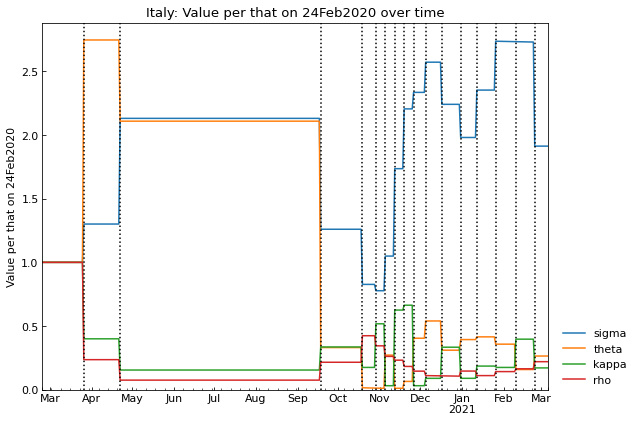 Italy: Value per that on 24Feb2020 over time
Value per that on 24Feb2020
2.5
2.0
1.5
1.0
0.5
0.0
Mar Apr May Jun Jul Aug Sep Oct Nov Dec Jan Feb Mar
2021
sigma
theta
kappa
rho